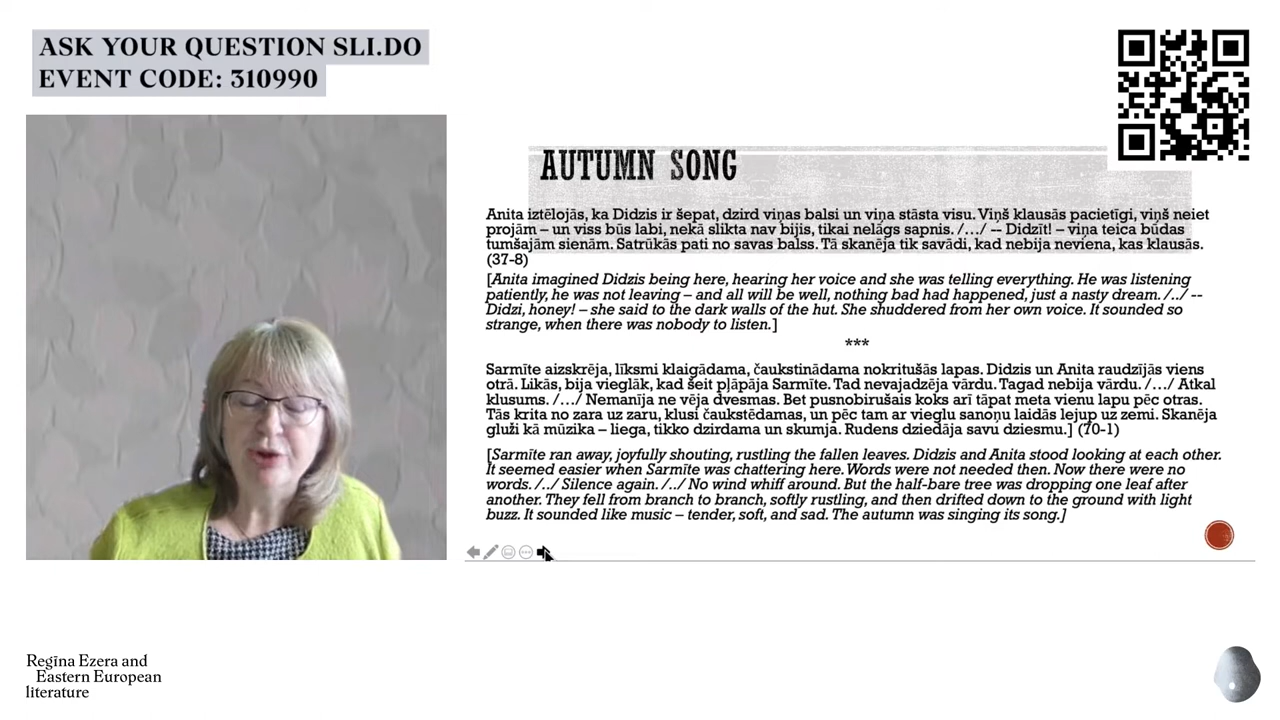 ASK YOUR QUESTION SLI.DO
EVENT CODE: 310990
AUTUMN SONG
Anita iztēlojās, ka Didzis ir šepat, dzird viņas balsi un viņa stāsta visu. Viņš klausās pacietīgi, viņš neiet
projām – un viss būs labi, nekā slikta nav bijis, tikai nelāgs sapnis. /…/ -- Didzīt! – viņa teica būdas
tumšajām sienām. Satrūkās pati no savas balss. Tā skanēja tik savādi, kad nebija neviena, kas klausās.
(37-8)
[Anita imagined Didzis being here, hearing her voice and she was telling everything. He was listening
patiently, he was not leaving – and all will be well, nothing bad had happened, just a nasty dream. /../ --
Didzi, honey! – she said to the dark walls of the hut. She shuddered from her own voice. It sounded so
strange, when there was nobody to listen.]
***
Sarmīte aizskrēja, līksmi klaigādama, čaukstinādama nokritušās lapas. Didzis un Anita raudzījās viens
otrā. Likās, bija vieglāk, kad šeit pļāpāja Sarmīte. Tad nevajadzēja vārdu. Tagad nebija vārdu. /…/ Atkal
klusums. /…/ Nemanīja ne vēja dvesmas. Bet pusnobirušais koks arī tāpat meta vienu lapu pēc otras.
Tās krita no zara uz zaru, klusi čaukstēdamas, un pēc tam ar vieglu sanoņu laidās lejup uz zemi. Skanēja
gluži kā mūzika – liega, tikko dzirdama un skumja. Rudens dziedāja savu dziesmu.] (70-1)
[Sarmīte ran away, joyfully shouting, rustling the fallen leaves. Didzis and Anita stood looking at each other.
It seemed easier when Sarmīte was chattering here. Words were not needed then. Now there were no
words. /../ Silence again. /../ No wind whiff around. But the half-bare tree was dropping one leaf after
another. They fell from branch to branch, softly rustling, and then drifted down to the ground with light
buzz. It sounded like music – tender, soft, and sad. The autumn was singing its song.]
Regīna Ezera and
Eastern European
literature